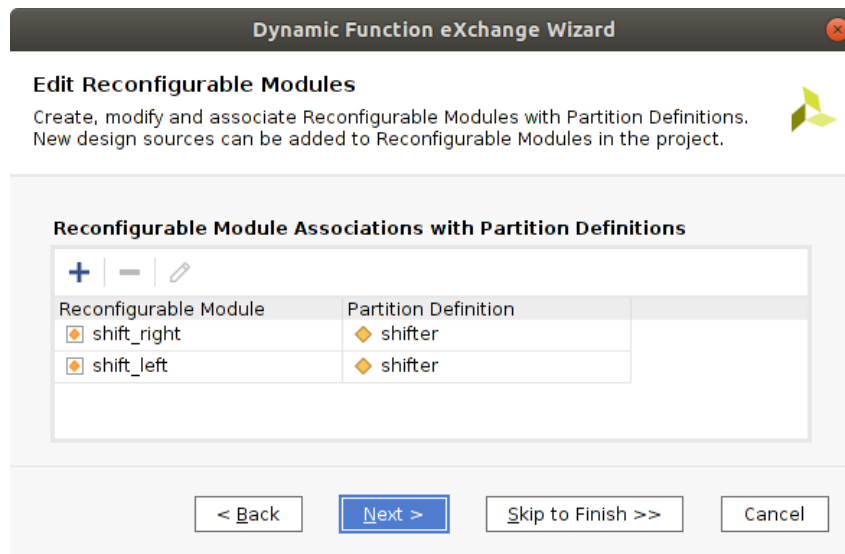 Dynamic Function eXchange Wizard
Edit Reconfigurable Modules
Create, modify and associate Reconfigurable Modules with Partition Definitions.
New design sources can be added to Reconfigurable Modules in the project.
Reconfigurable Module Associations with Partition Definitions
Reconfigurable Module Partition Definition
shift_right shifter
shift_left shifter
< Back Next > Skip to Finish >> Cancel